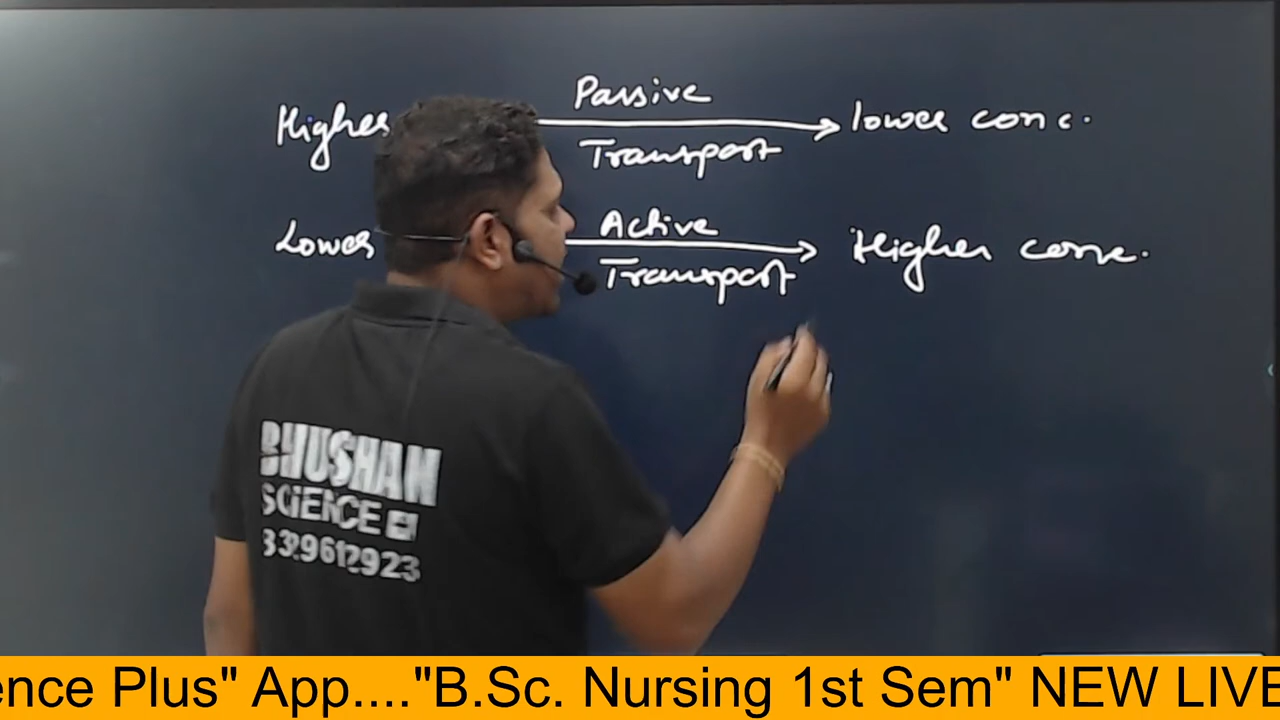 Passive
Higher → lower conc.
Transport
Active
Lower → Higher conc.
Transport
BHUSHAN
SCIENCE
ence Plus" App...."B.Sc. Nursing 1st Sem" NEW LIVE